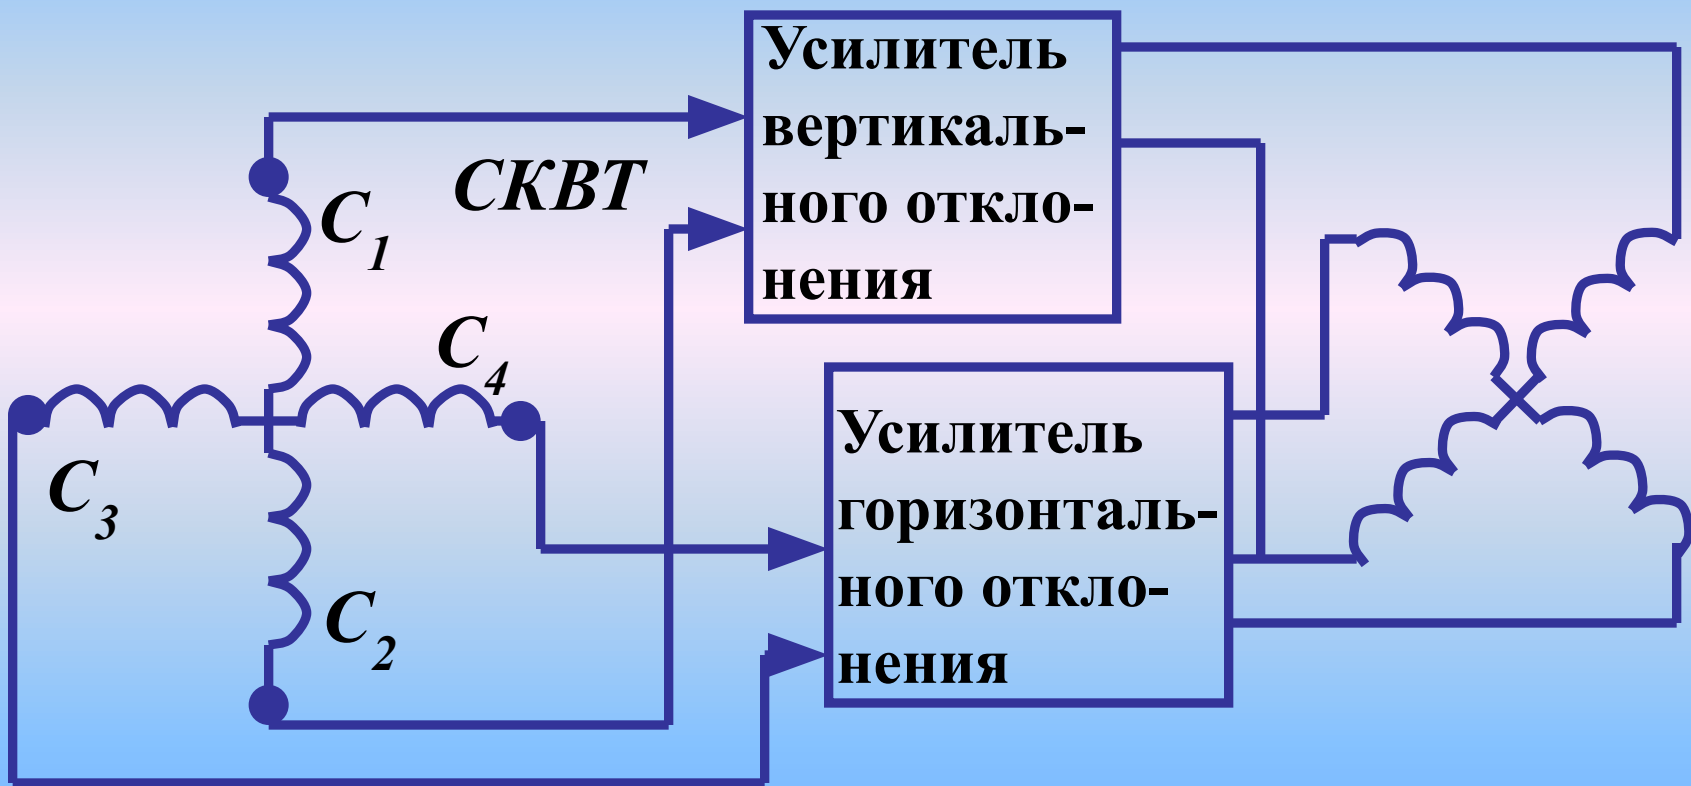 Усилитель
вертикаль-
ного откло-
нения
СКВТ
C1
C4
C3
C2
Усилитель
горизонталь-
ного откло-
нения